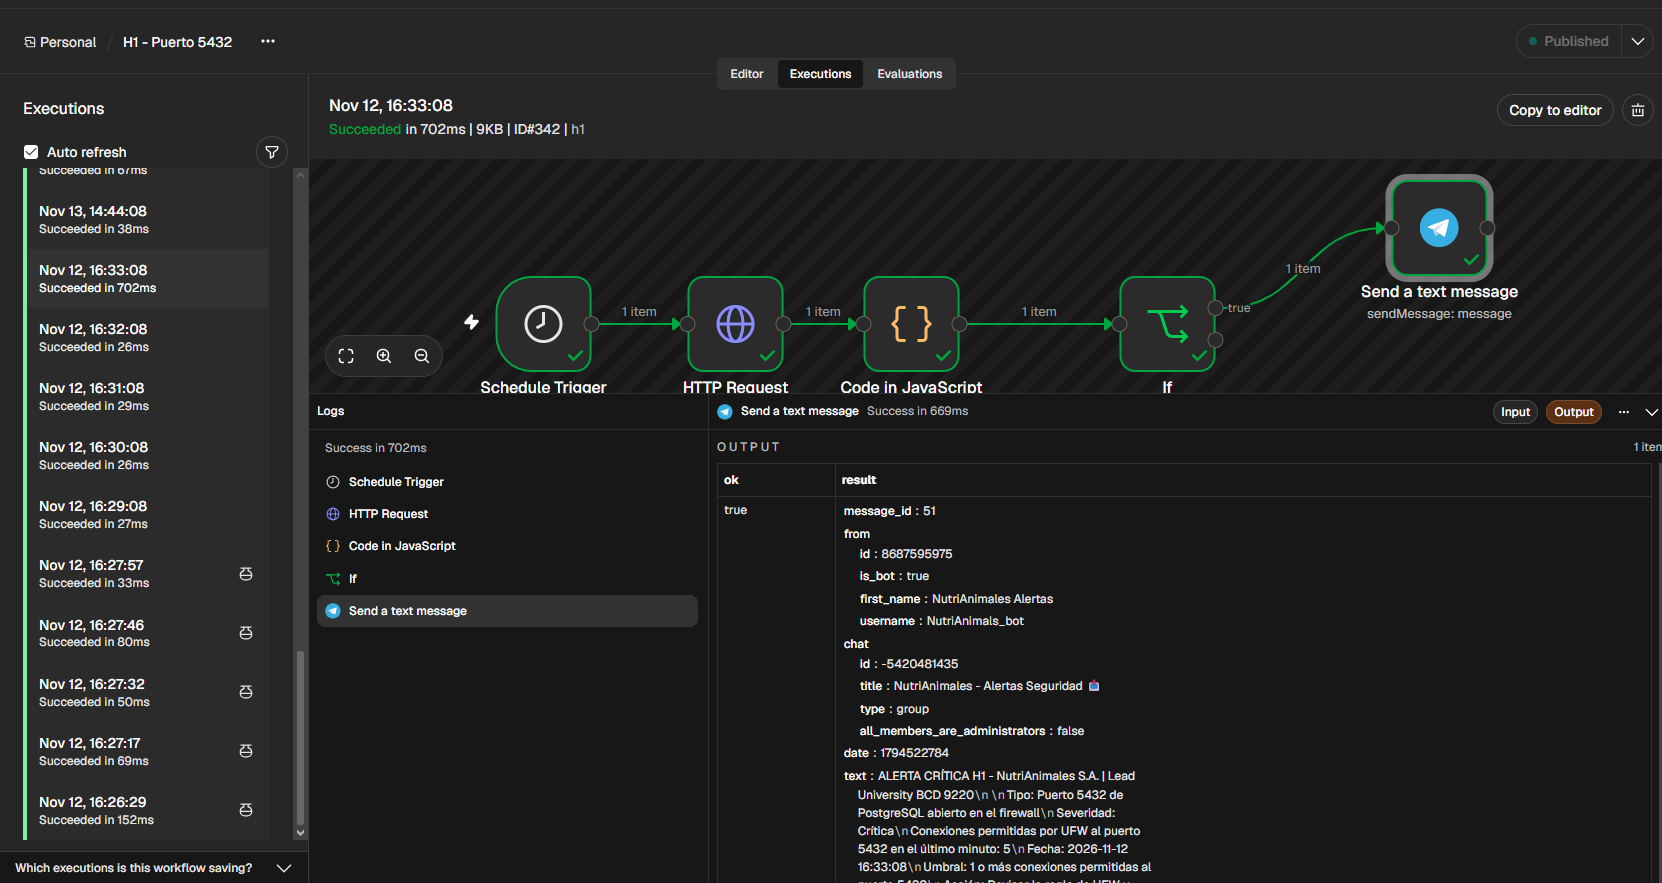 Personal / H1 - Puerto 5432 ...
Published
Editor Executions Evaluations
Executions
Auto refresh
Succeeded in 67ms
Nov 13, 14:44:08
Succeeded in 38ms
Nov 12, 16:33:08
Succeeded in 702ms
Nov 12, 16:32:08
Succeeded in 26ms
Nov 12, 16:31:08
Succeeded in 29ms
Nov 12, 16:30:08
Succeeded in 26ms
Nov 12, 16:29:08
Succeeded in 27ms
Nov 12, 16:27:57
Succeeded in 33ms
Nov 12, 16:27:46
Succeeded in 80ms
Nov 12, 16:27:32
Succeeded in 50ms
Nov 12, 16:27:17
Succeeded in 69ms
Nov 12, 16:26:29
Succeeded in 152ms
Which executions is this workflow saving?
Nov 12, 16:33:08
Succeeded in 702ms | 9KB | ID#342 | h1
Copy to editor
1 item
1 item
1 item
true
1 item
Schedule Trigger
HTTP Request
Code in JavaScript
If
Send a text message
sendMessage: message
Logs
Success in 702ms
Schedule Trigger
HTTP Request
Code in JavaScript
If
Send a text message
Send a text message Success in 669ms
Input Output ...
OUTPUT
1 item
ok result
true
message_id : 51
from
id : 8687595975
is_bot : true
first_name : NutriAnimales Alertas
username : NutriAnimals_bot
chat
id : -5420481435
title : NutriAnimales - Alertas Seguridad
type : group
all_members_are_administrators : false
date : 1794522784
text : ALERTA CRÍTICA H1 - NutriAnimales S.A. | Lead
University BCD 9220\n \n Tipo: Puerto 5432 de
PostgreSQL abierto en el firewall\n Severidad:
Crítica\n Conexiones permitidas por UFW al puerto
5432 en el último minuto: 5\n Fecha: 2026-11-12
16:33:08\n Umbral: 1 o más conexiones permitidas al